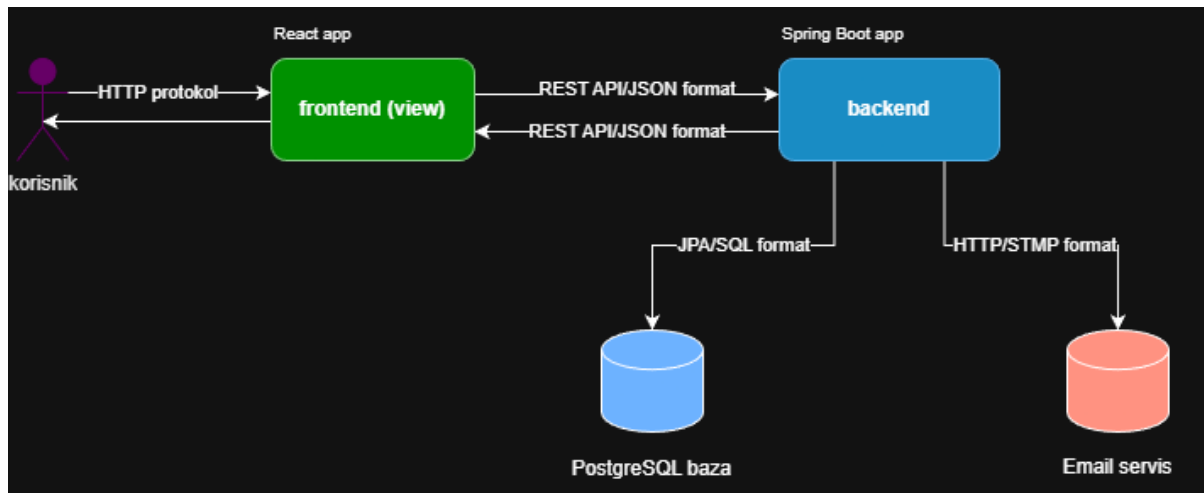 React app
Spring Boot app
HTTP protokol
frontend (view)
REST API/JSON format
REST API/JSON format
backend
korisnik
JPA/SQL format
HTTP/STMP format
PostgreSQL baza
Email servis